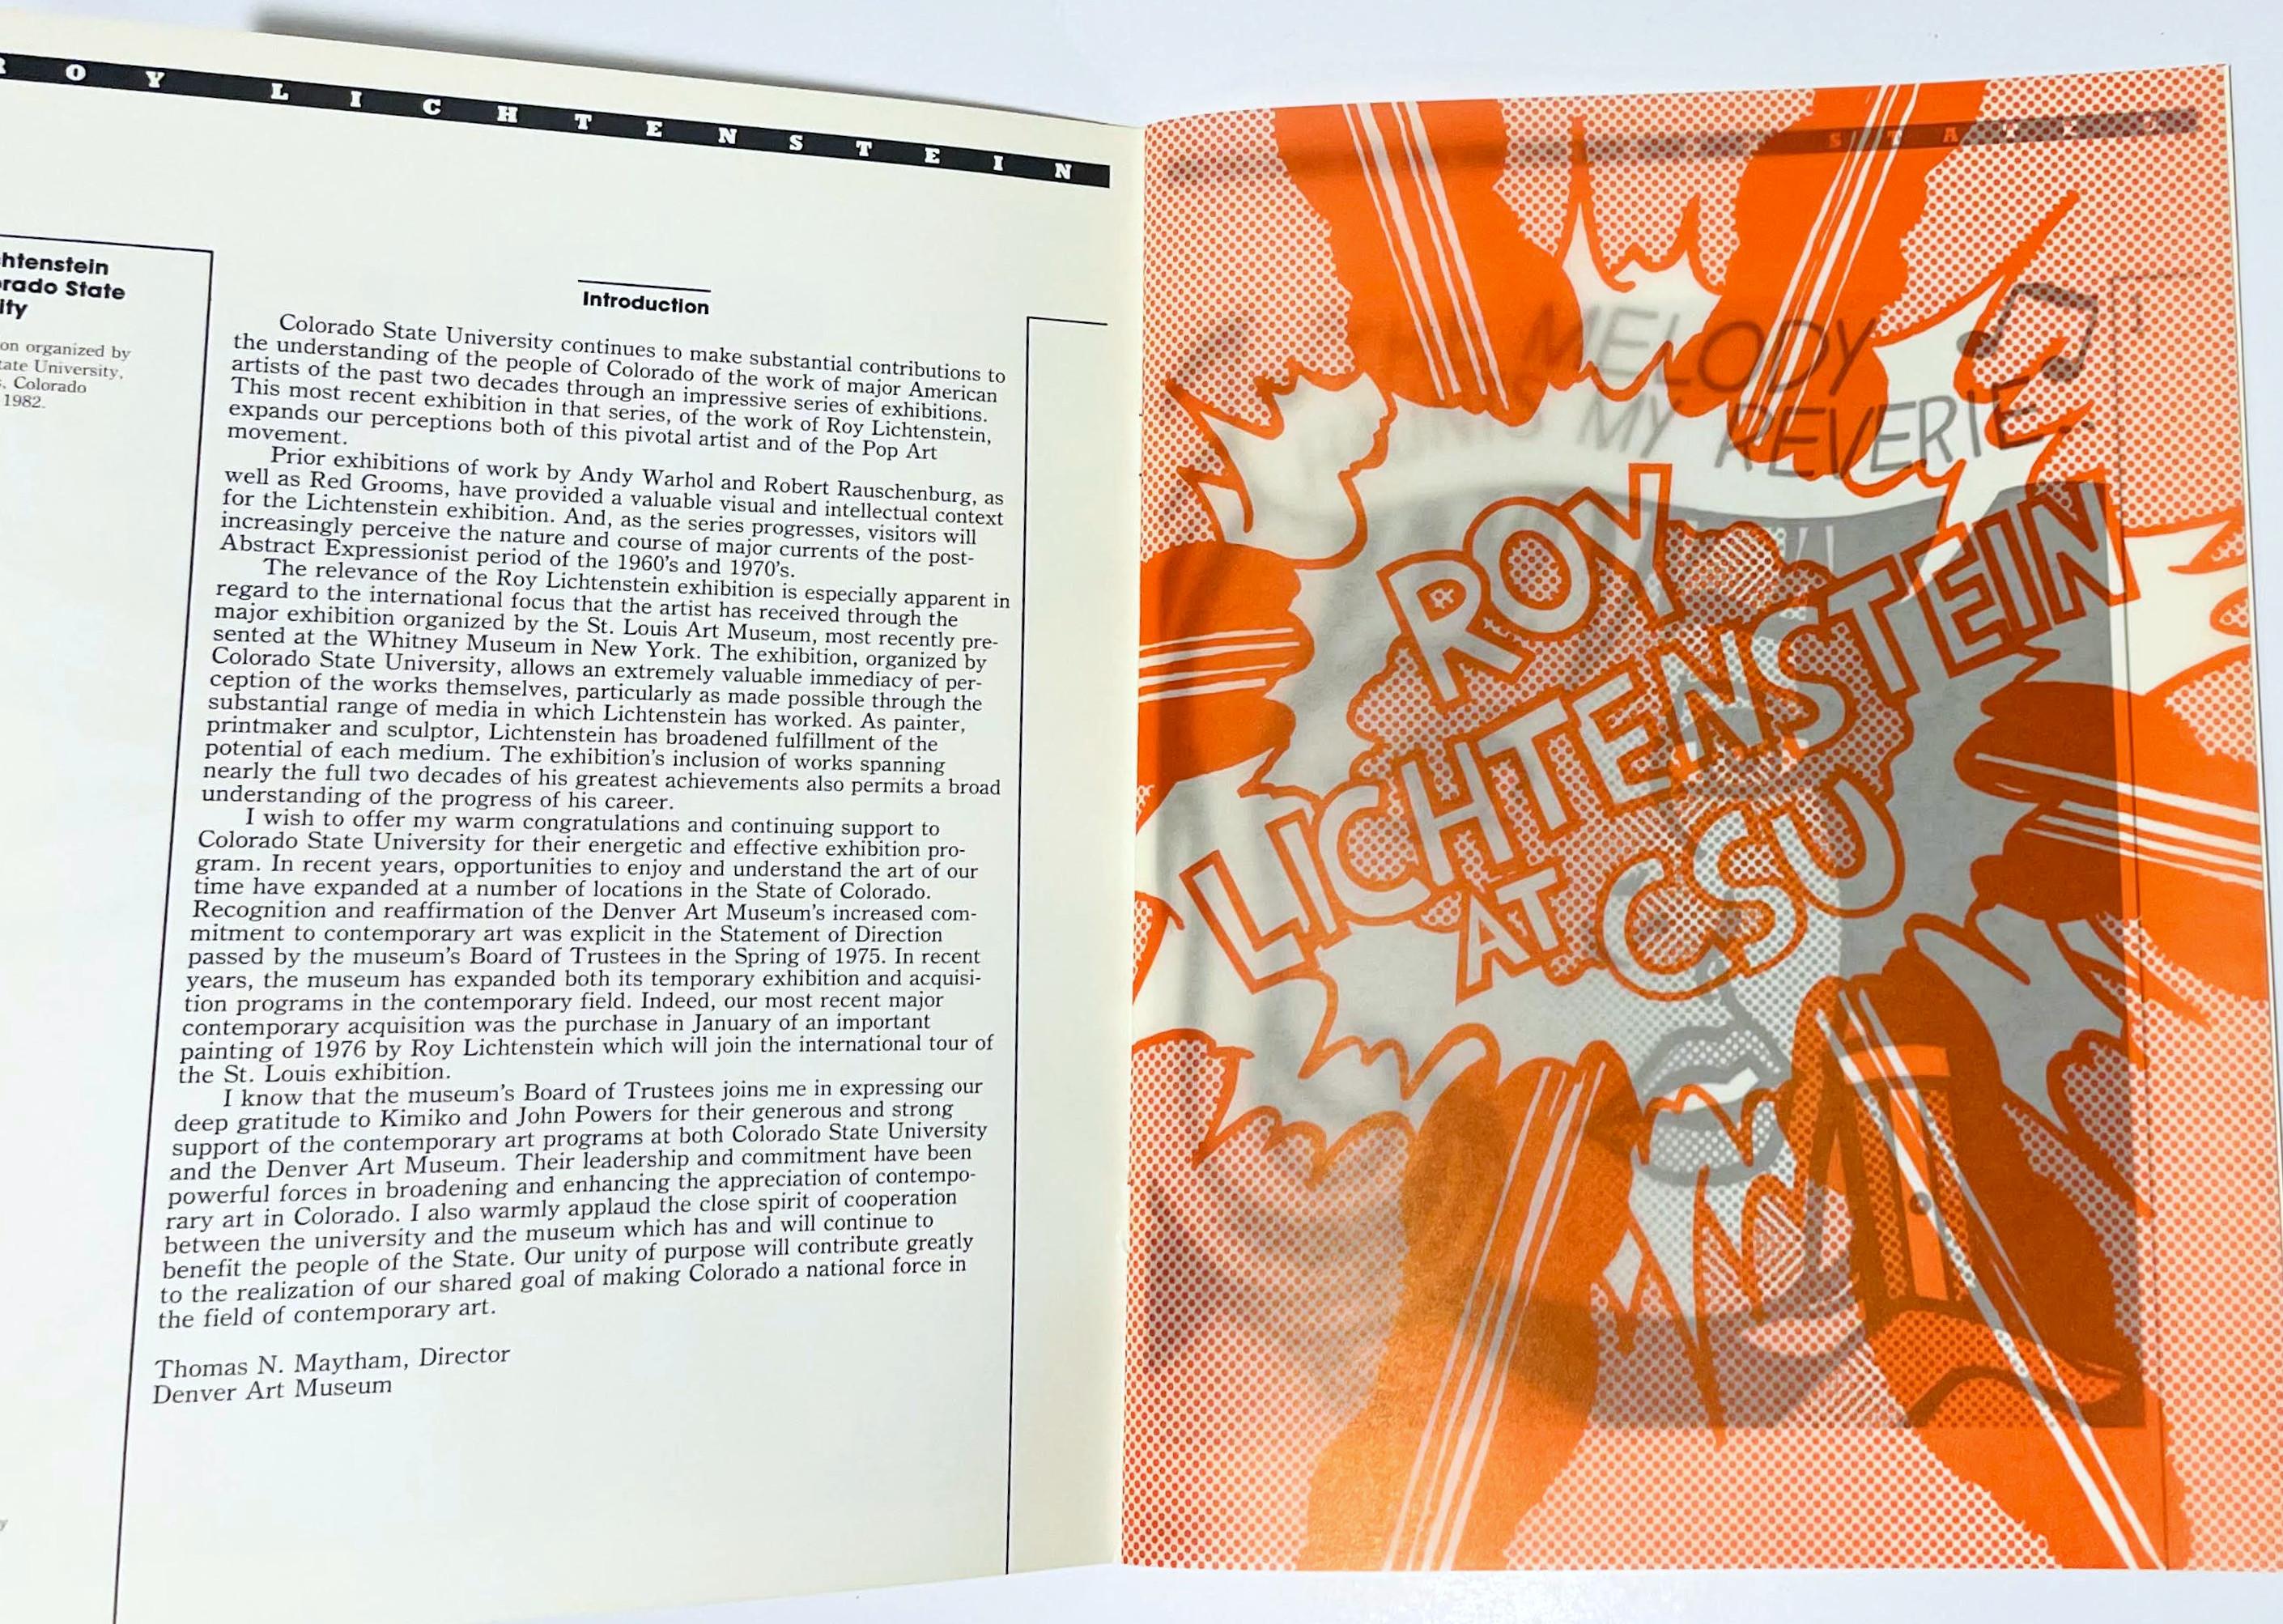 O Y L I C H T E N S T E I N
htenstein
rado State
ity
on organized by
tate University,
, Colorado
1982.
Introduction
Colorado State University continues to make substantial contributions to
the understanding of the people of Colorado of the work of major American
artists of the past two decades through an impressive series of exhibitions.
This most recent exhibition in that series, of the work of Roy Lichtenstein,
expands our perceptions both of this pivotal artist and of the Pop Art
movement.
Prior exhibitions of work by Andy Warhol and Robert Rauschenburg, as
well as Red Grooms, have provided a valuable visual and intellectual context
for the Lichtenstein exhibition. And, as the series progresses, visitors will
increasingly perceive the nature and course of major currents of the post-
Abstract Expressionist period of the 1960's and 1970's.
The relevance of the Roy Lichtenstein exhibition is especially apparent in
regard to the international focus that the artist has received through the
major exhibition organized by the St. Louis Art Museum, most recently pre-
sented at the Whitney Museum in New York. The exhibition, organized by
Colorado State University, allows an extremely valuable immediacy of per-
ception of the works themselves, particularly as made possible through the
substantial range of media in which Lichtenstein has worked. As painter,
printmaker and sculptor, Lichtenstein has broadened fulfillment of the
potential of each medium. The exhibition's inclusion of works spanning
nearly the full two decades of his greatest achievements also permits a broad
understanding of the progress of his career.
I wish to offer my warm congratulations and continuing support to
Colorado State University for their energetic and effective exhibition pro-
gram. In recent years, opportunities to enjoy and understand the art of our
time have expanded at a number of locations in the State of Colorado.
Recognition and reaffirmation of the Denver Art Museum's increased com-
mitment to contemporary art was explicit in the Statement of Direction
passed by the museum's Board of Trustees in the Spring of 1975. In recent
years, the museum has expanded both its temporary exhibition and acquisi-
tion programs in the contemporary field. Indeed, our most recent major
contemporary acquisition was the purchase in January of an important
painting of 1976 by Roy Lichtenstein which will join the international tour of
the St. Louis exhibition.
I know that the museum's Board of Trustees joins me in expressing our
deep gratitude to Kimiko and John Powers for their generous and strong
support of the contemporary art programs at both Colorado State University
and the Denver Art Museum. Their leadership and commitment have been
powerful forces in broadening and enhancing the appreciation of contempo-
rary art in Colorado. I also warmly applaud the close spirit of cooperation
between the university and the museum which has and will continue to
benefit the people of the State. Our unity of purpose will contribute greatly
to the realization of our shared goal of making Colorado a national force in
the field of contemporary art.
Thomas N. Maytham, Director
Denver Art Museum
S T A T E
MELODY
MY REVERIE..
ROY
LICHTENSTEIN
AT CSU